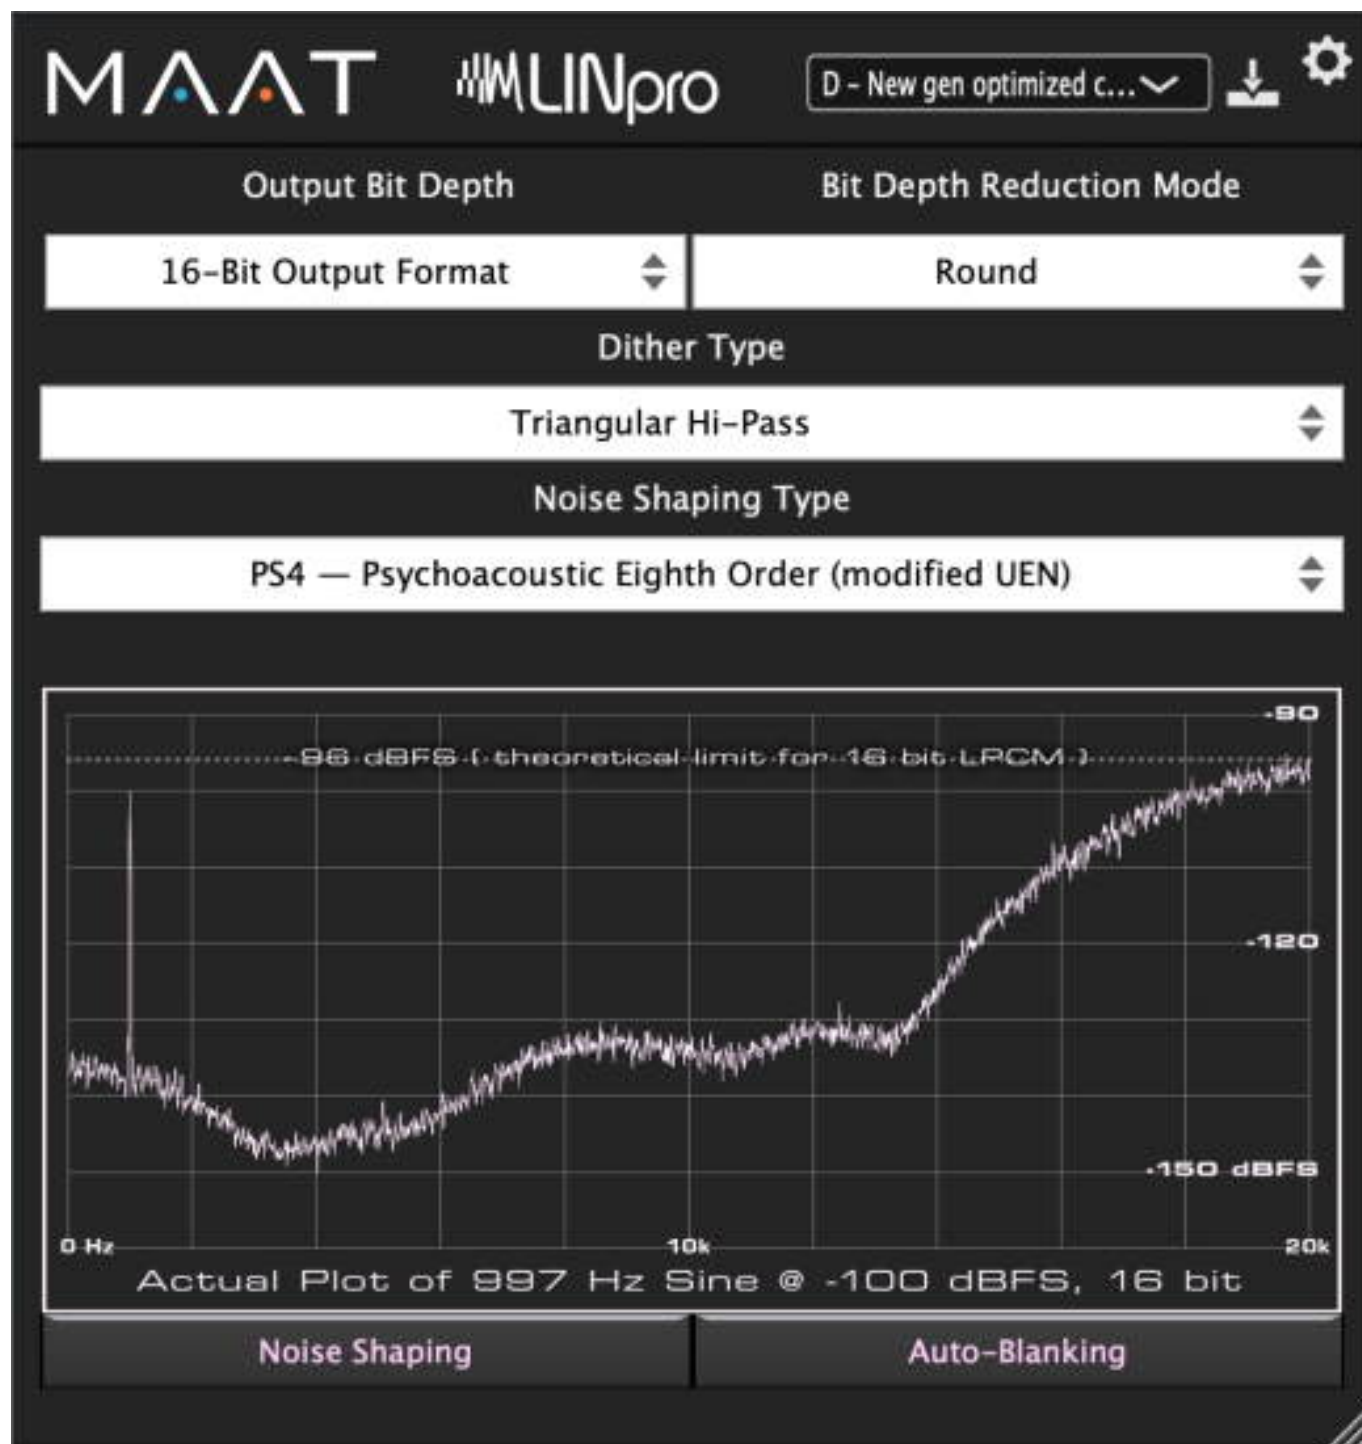 MAAT LINpro D – New gen optimized c...
Output Bit Depth Bit Depth Reduction Mode
16-Bit Output Format Round
Dither Type
Triangular Hi-Pass
Noise Shaping Type
PS4 — Psychoacoustic Eighth Order (modified UEN)
-90
-96 dBFS ( theoretical limit for 16 bit LPCM )
-120
-150 dBFS
0 Hz 10k 20k
Actual Plot of 997 Hz Sine @ -100 dBFS, 16 bit
Noise Shaping Auto-Blanking